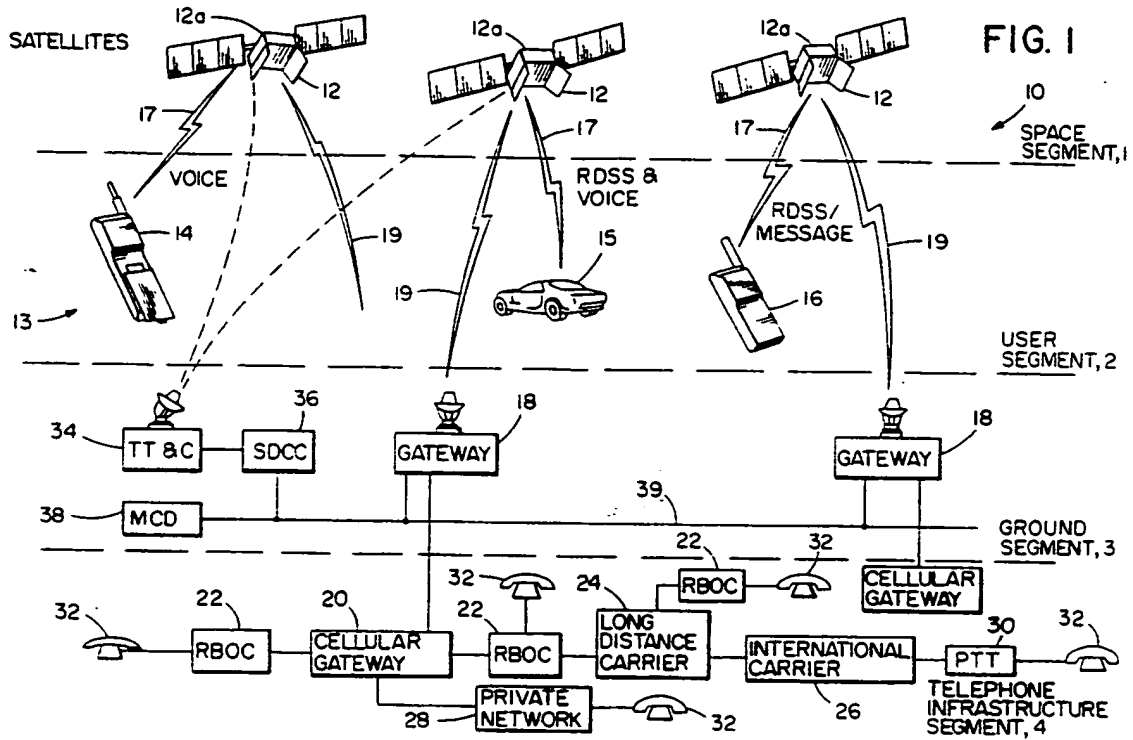 SATELLITES
12a
12a
12a
FIG. 1
12
12
12
10
17
17
17
SPACE
SEGMENT,1
VOICE
RDSS &
VOICE
RDSS/
MESSAGE
14
19
15
19
19
16
13
USER
SEGMENT,2
34
36
18
18
TT &C
SDCC
GATEWAY
GATEWAY
38
MCD
39
GROUND
SEGMENT,3
22
32
32
24
RBOC
CELLULAR
GATEWAY
32
22
20
22
LONG
DISTANCE
CARRIER
30
32
RBOC
CELLULAR
GATEWAY
RBOC
INTERNATIONAL
CARRIER
PTT
28
PRIVATE
NETWORK
32
26
TELEPHONE
INFRASTRUCTURE
SEGMENT, 4